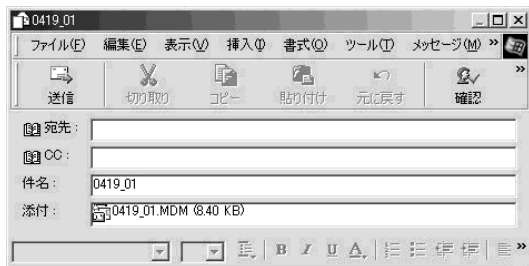 0419_01
ファイル(F) 編集(E) 表示(V) 挿入(I) 書式(O) ツール(T) メッセージ(M) »
送信 切り取り コピー 貼り付け 元に戻す 確認 »
宛先:
CC:
件名: 0419_01
添付: 0419_01.MDM (8.40 KB)
B I U A »